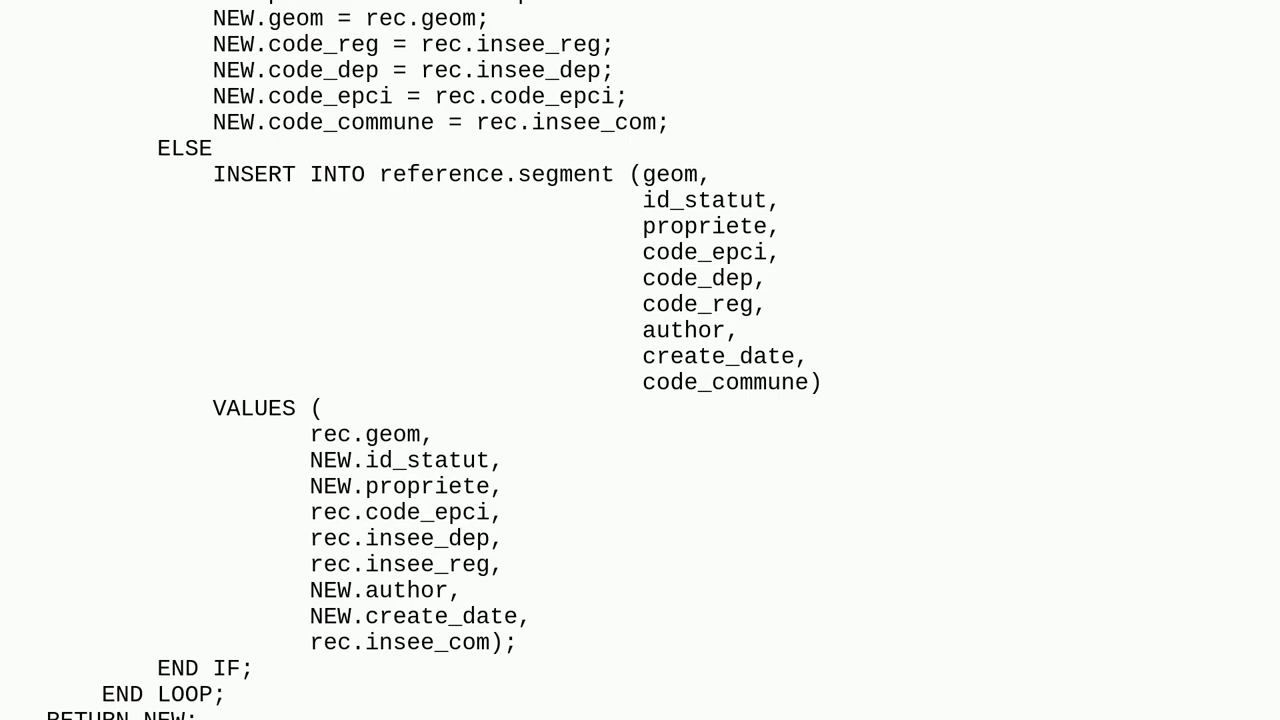 NEW.geom = rec.geom;
NEW.code_reg = rec.insee_reg;
NEW.code_dep = rec.insee_dep;
NEW.code_epci = rec.code_epci;
NEW.code_commune = rec.insee_com;
ELSE
INSERT INTO reference.segment (geom,
id_statut,
propriete,
code_epci,
code_dep,
code_reg,
author,
create_date,
code_commune)
VALUES (
rec.geom,
NEW.id_statut,
NEW.propriete,
rec.code_epci,
rec.insee_dep,
rec.insee_reg,
NEW.author,
NEW.create_date,
rec.insee_com);
END IF;
END LOOP;
RETURN NEW;